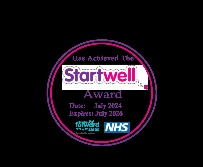 Has Achieved The
Startwell
Award
Date: July 2024
Expires: July 2026
NHS